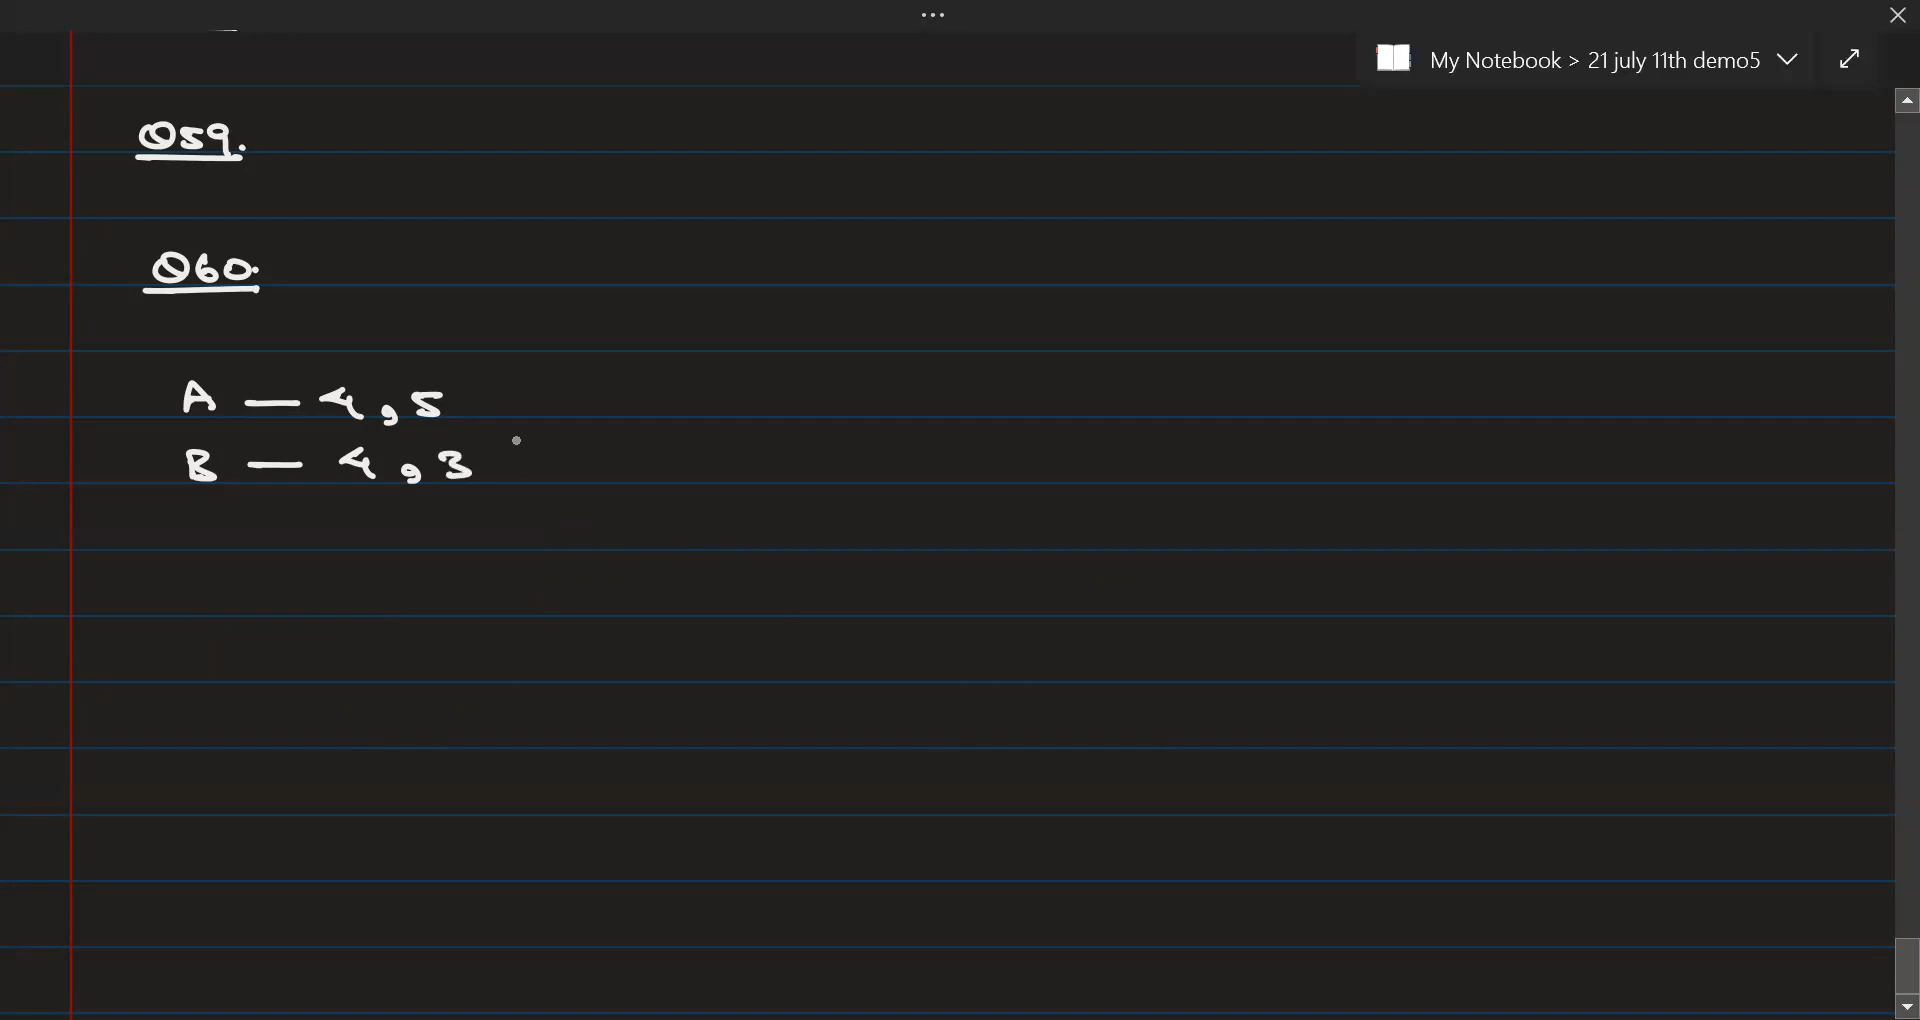 My Notebook > 21 july 11th demo5
Q59.
Q60.
A — 4,5
B — 4,3